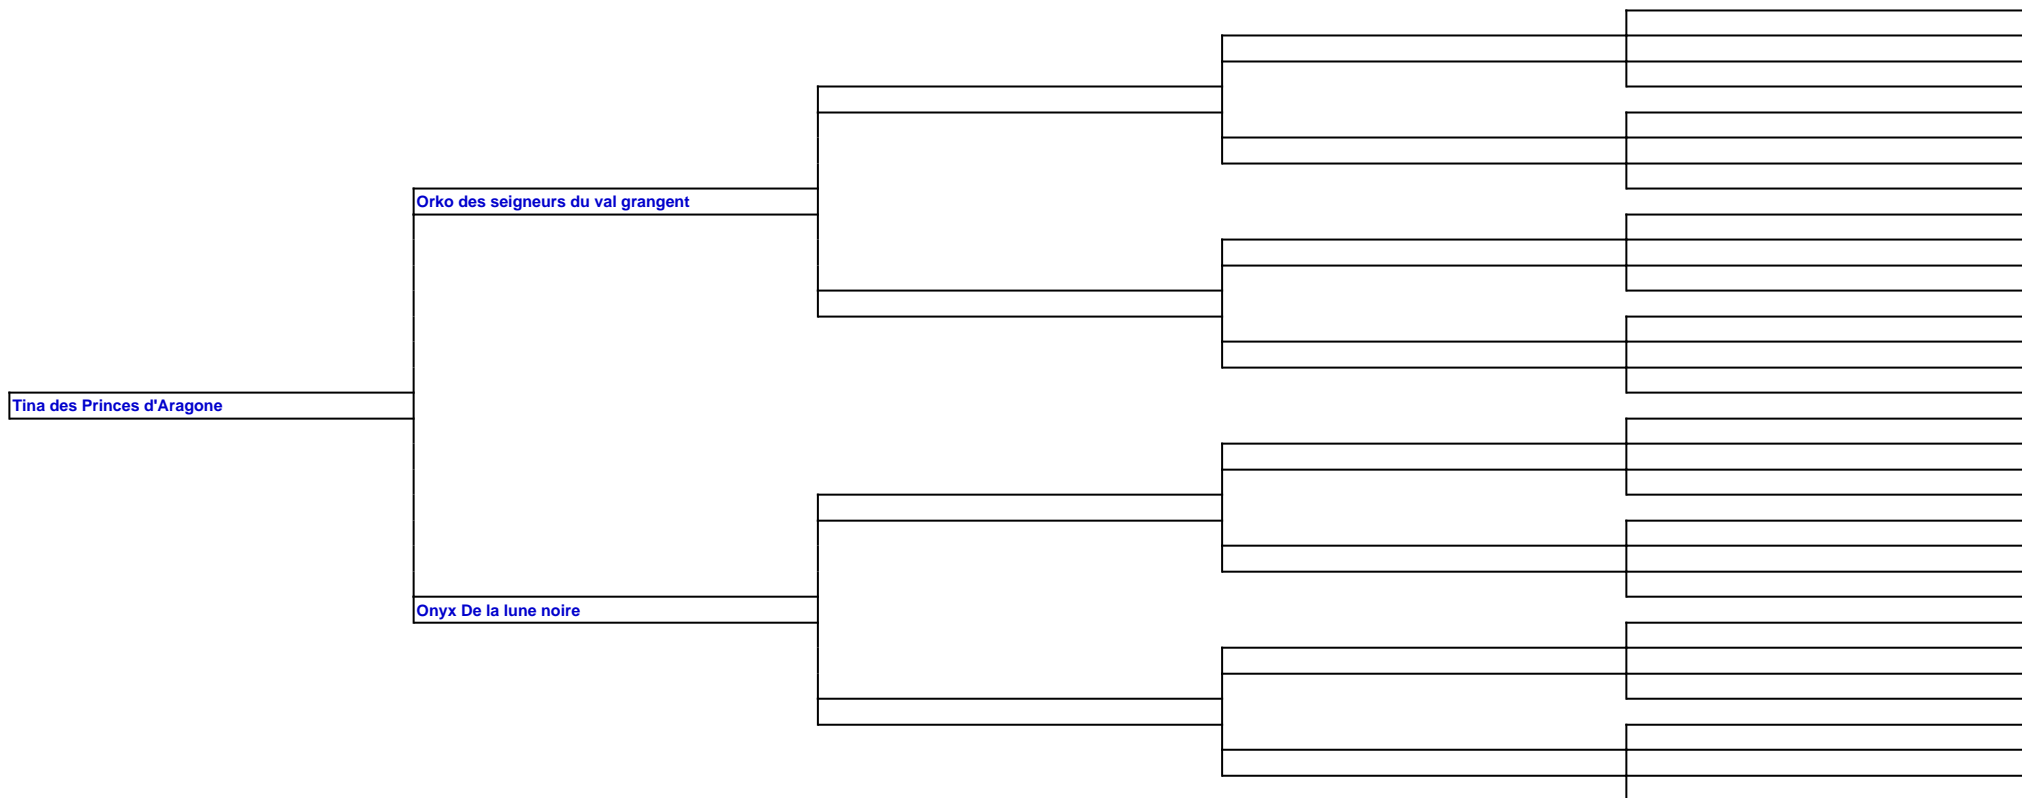 Orko des seigneurs du val grangent
Tina des Princes d'Aragone
Onyx De la lune noire